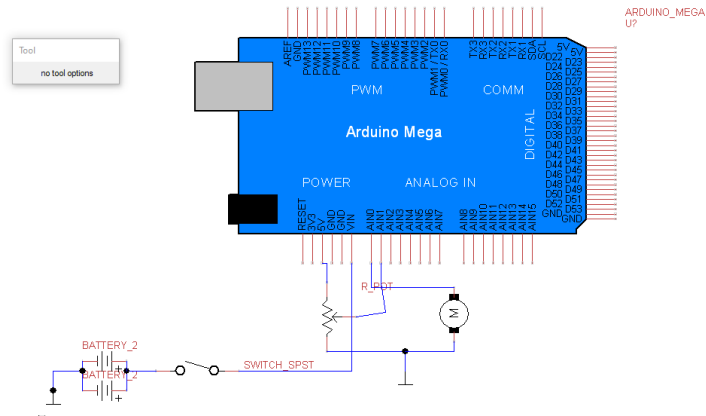 ARDUINO_MEGA
U?
Tool
no tool options
AREF
GND
PWM13
PWM12
PWM11
PWM10
PWM9
PWM8
PWM7
PWM6
PWM5
PWM4
PWM3
PWM2
PWM1/TX0
PWM0/RX0
TX3
RX3
TX2
RX2
TX1
RX1
SDA
SCL
5V
5V
D22
D23
D24
D25
D26
D27
D28
D29
D30
D31
D32
D33
D34
D35
D36
D37
D38
D39
D40
D41
D42
D43
D44
D45
D46
D47
D48
D49
D50
D51
D52
D53
GND
GND
PWM
COMM
Arduino Mega
DIGITAL
POWER
ANALOG IN
RESET
3V3
5V
GND
GND
VIN
AIN0
AIN1
AIN2
AIN3
AIN4
AIN5
AIN6
AIN7
AIN8
AIN9
AIN10
AIN11
AIN12
AIN13
AIN14
AIN15
R_POT
M
BATTERY_2
SWITCH_SPST
BATTERY_2